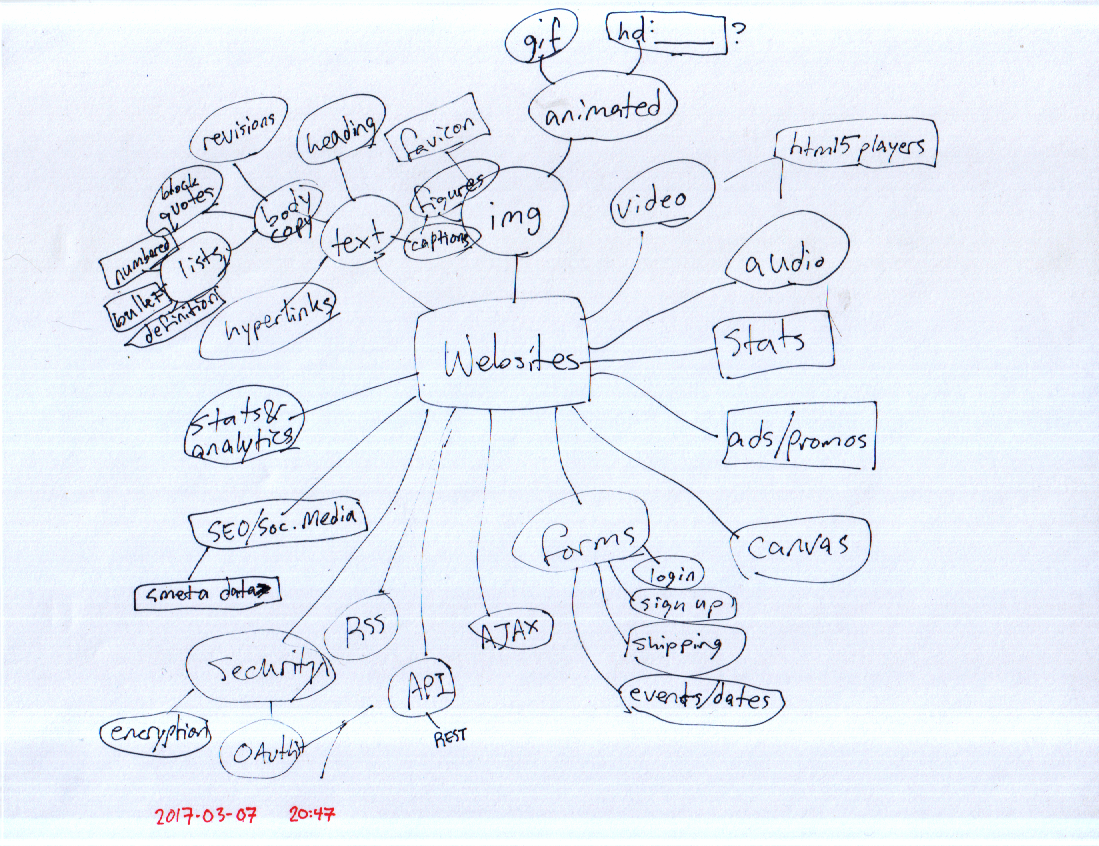 gif
hd: ____ ?
animated
revisions
heading
favicon
html5 players
block
quotes
body
copy
figures
img
video
text
captions
numbered
lists
audio
bullet
definition
hyperlinks
Websites
Stats
stats &
analytics
ads/promos
SEO/Soc. Media
forms
canvas
login
meta data
sign up
RSS
AJAX
shipping
Security
API
events/dates
encryption
OAuth
REST
2017-03-07 20:47